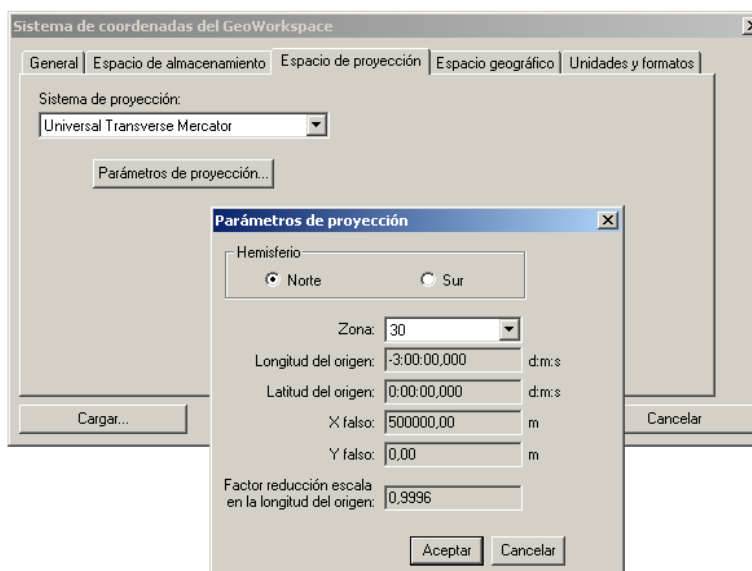 Sistema de coordenadas del GeoWorkspace
General Espacio de almacenamiento Espacio de proyección Espacio geográfico Unidades y formatos
Sistema de proyección:
Universal Transverse Mercator
Parámetros de proyección...
Parámetros de proyección
Hemisferio
Norte Sur
Zona: 30
Longitud del origen: -3:00:00,000 d:m:s
Latitud del origen: 0:00:00,000 d:m:s
X falso: 500000,00 m
Y falso: 0,00 m
Factor reducción escala
en la longitud del origen: 0,9996
Aceptar Cancelar
Cargar... Cancelar